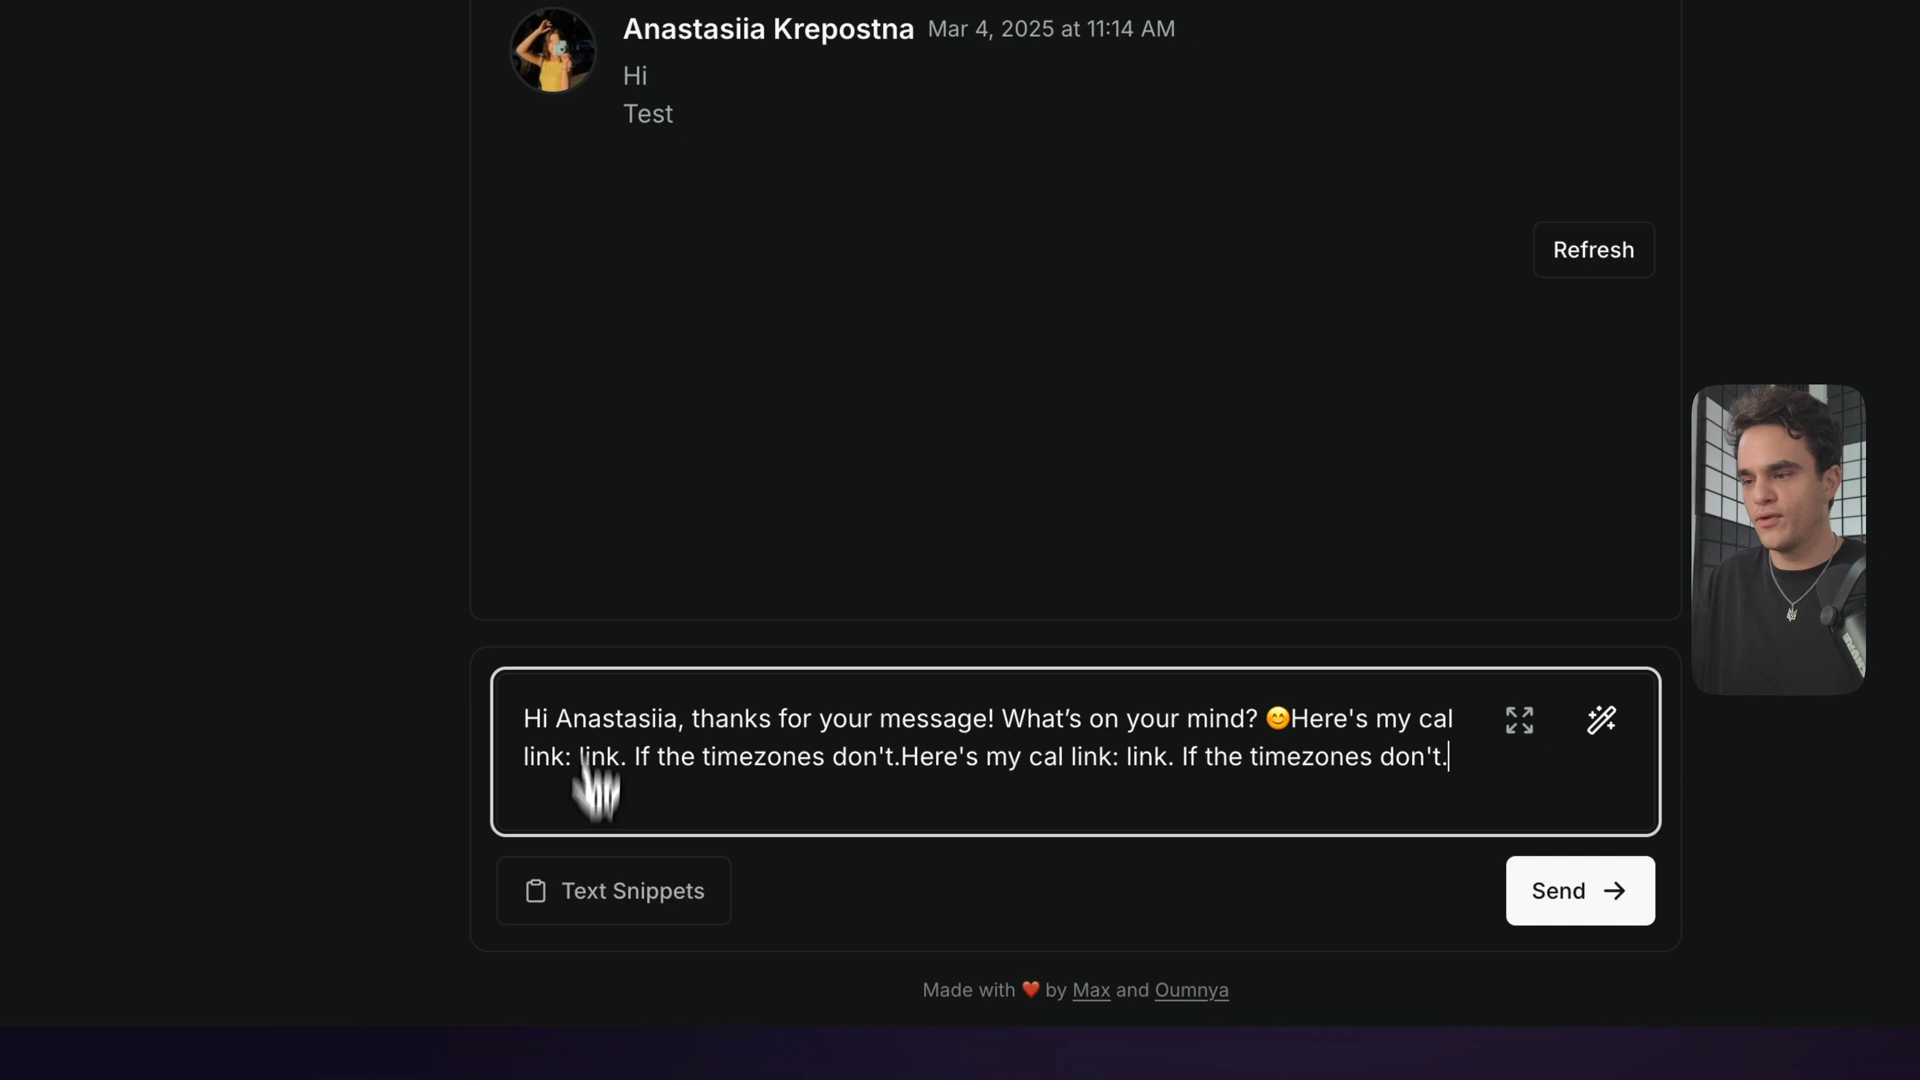 Anastasiia Krepostna Mar 4, 2025 at 11:14 AM
Hi
Test
Refresh
Hi Anastasiia, thanks for your message! What’s on your mind? 😊Here's my cal
link: link. If the timezones don't.Here's my cal link: link. If the timezones don't.
Text Snippets
Send →
Made with ❤️ by Max and Oumnya